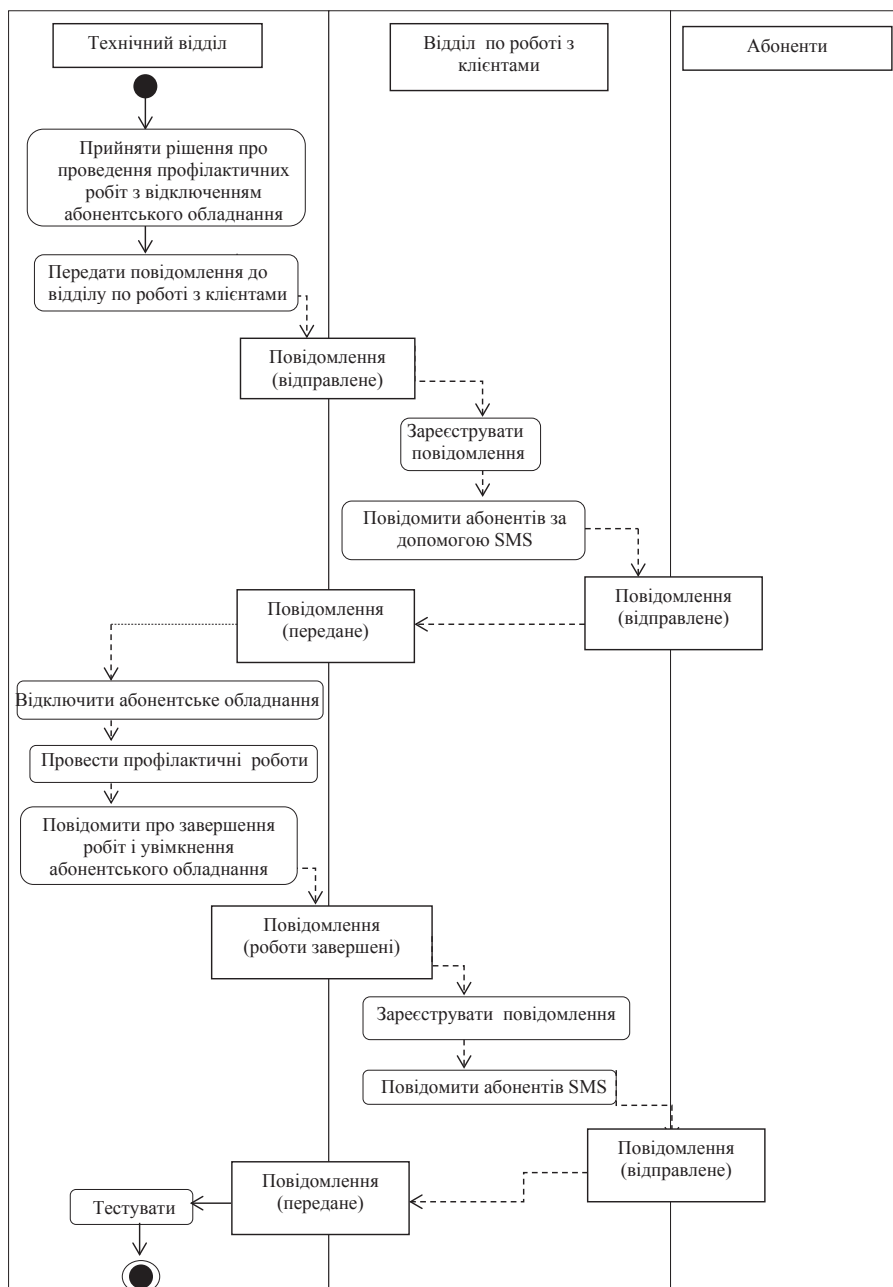 Технічний відділ
Відділ по роботі з
клієнтами
Абоненти
Прийняти рішення про
проведення профілактичних
робіт з відключенням
абонентського обладнання
Передати повідомлення до
відділу по роботі з клієнтами
Повідомлення
(відправлене)
Зареєструвати
повідомлення
Повідомити абонентів за
допомогою SMS
Повідомлення
(відправлене)
Повідомлення
(передане)
Відключити абонентське обладнання
Провести профілактичні роботи
Повідомити про завершення
робіт і увімкнення
абонентського обладнання
Повідомлення
(роботи завершені)
Зареєструвати повідомлення
Повідомити абонентів SMS
Повідомлення
(відправлене)
Повідомлення
(передане)
Тестувати